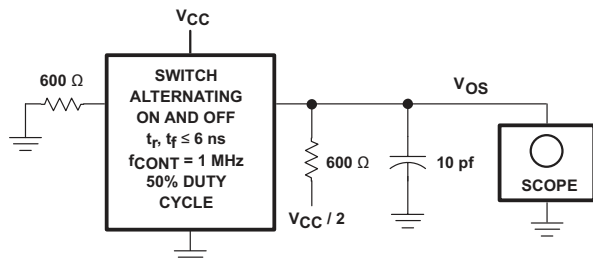 VCC
600 Ω
SWITCH
ALTERNATING
ON AND OFF
tr, tf ≤ 6 ns
fCONT = 1 MHz
50% DUTY
CYCLE
VOS
600 Ω
10 pf
VCC / 2
SCOPE